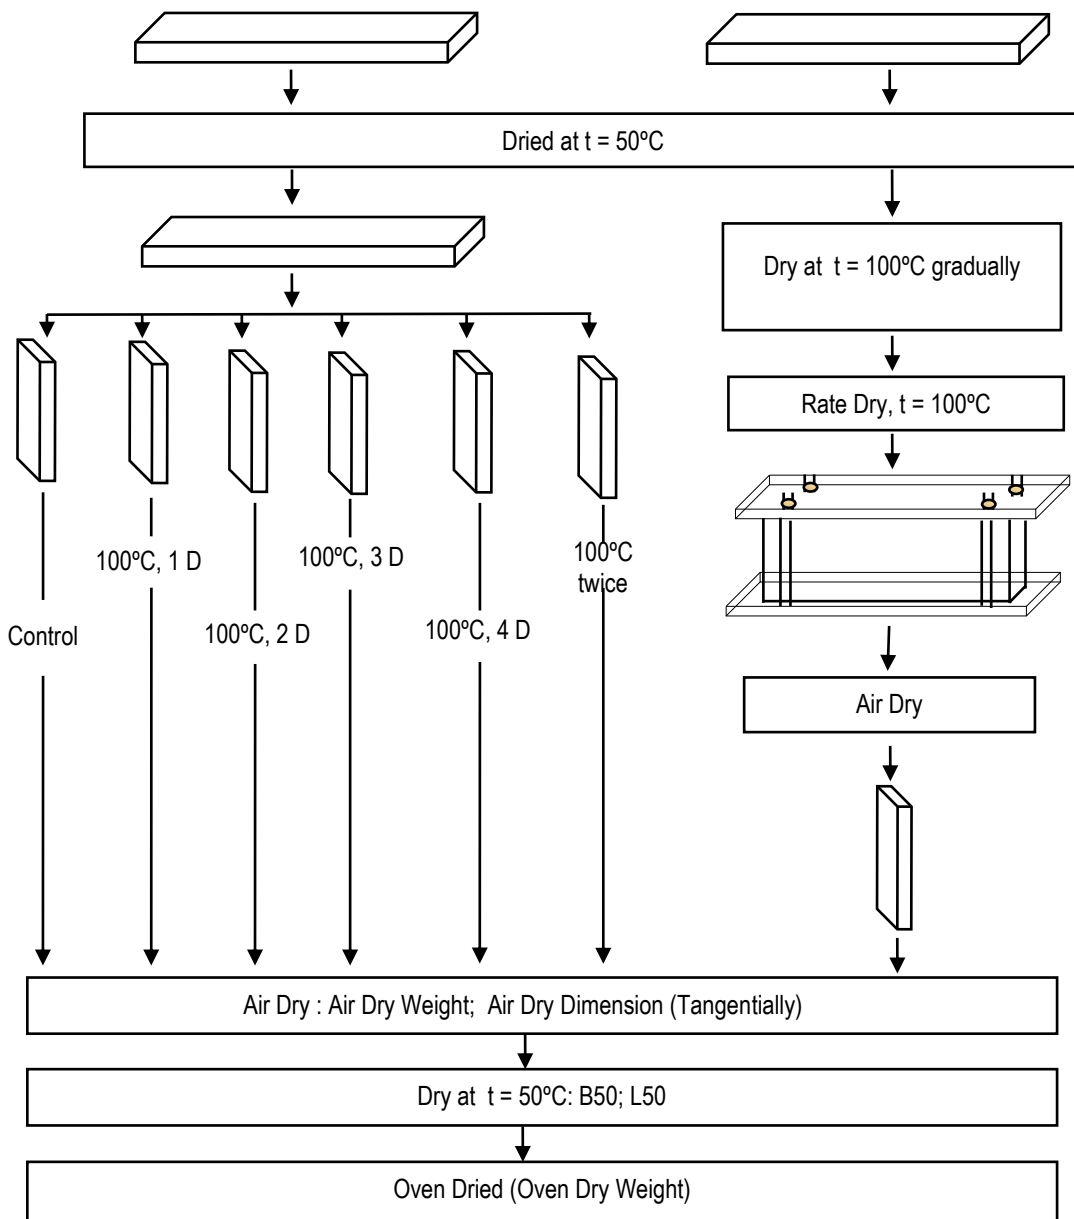 Dried at t = 50ºC
Dry at t = 100ºC gradually
Rate Dry, t = 100ºC
100ºC, 1 D
100ºC, 3 D
100ºC
twice
Control
100ºC, 2 D
100ºC, 4 D
Air Dry
Air Dry : Air Dry Weight; Air Dry Dimension (Tangentially)
Dry at t = 50ºC: B50; L50
Oven Dried (Oven Dry Weight)